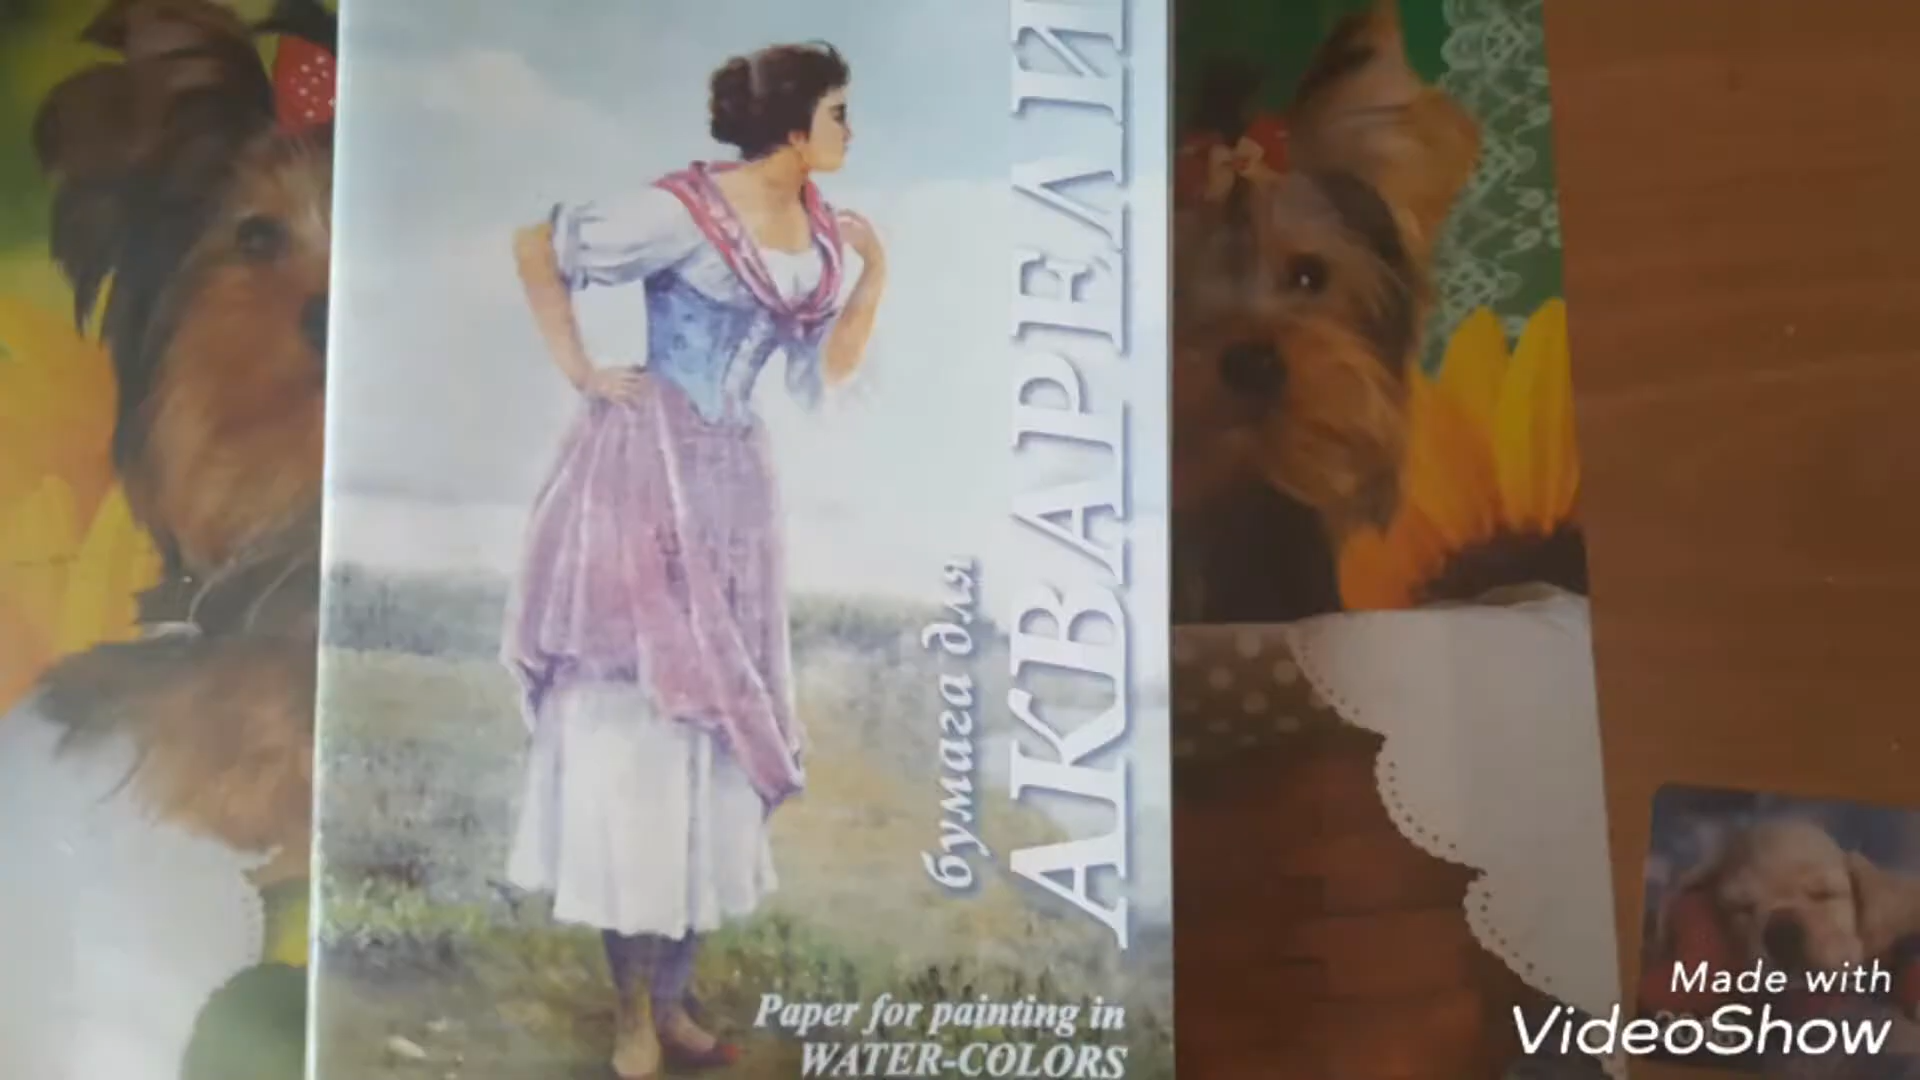 бумага для
АКВАРЕЛИ
Paper for painting in
WATER-COLORS
Made with
VideoShow